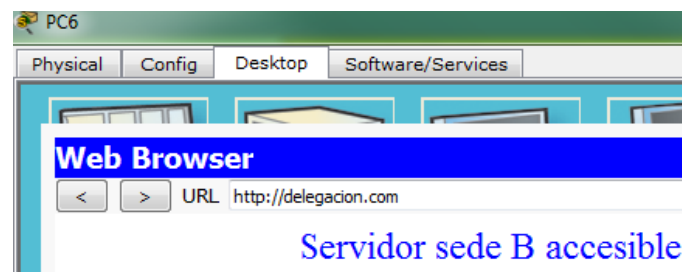 PC6
Physical Config Desktop Software/Services
Web Browser
< > URL http://delegacion.com
Servidor sede B accesible